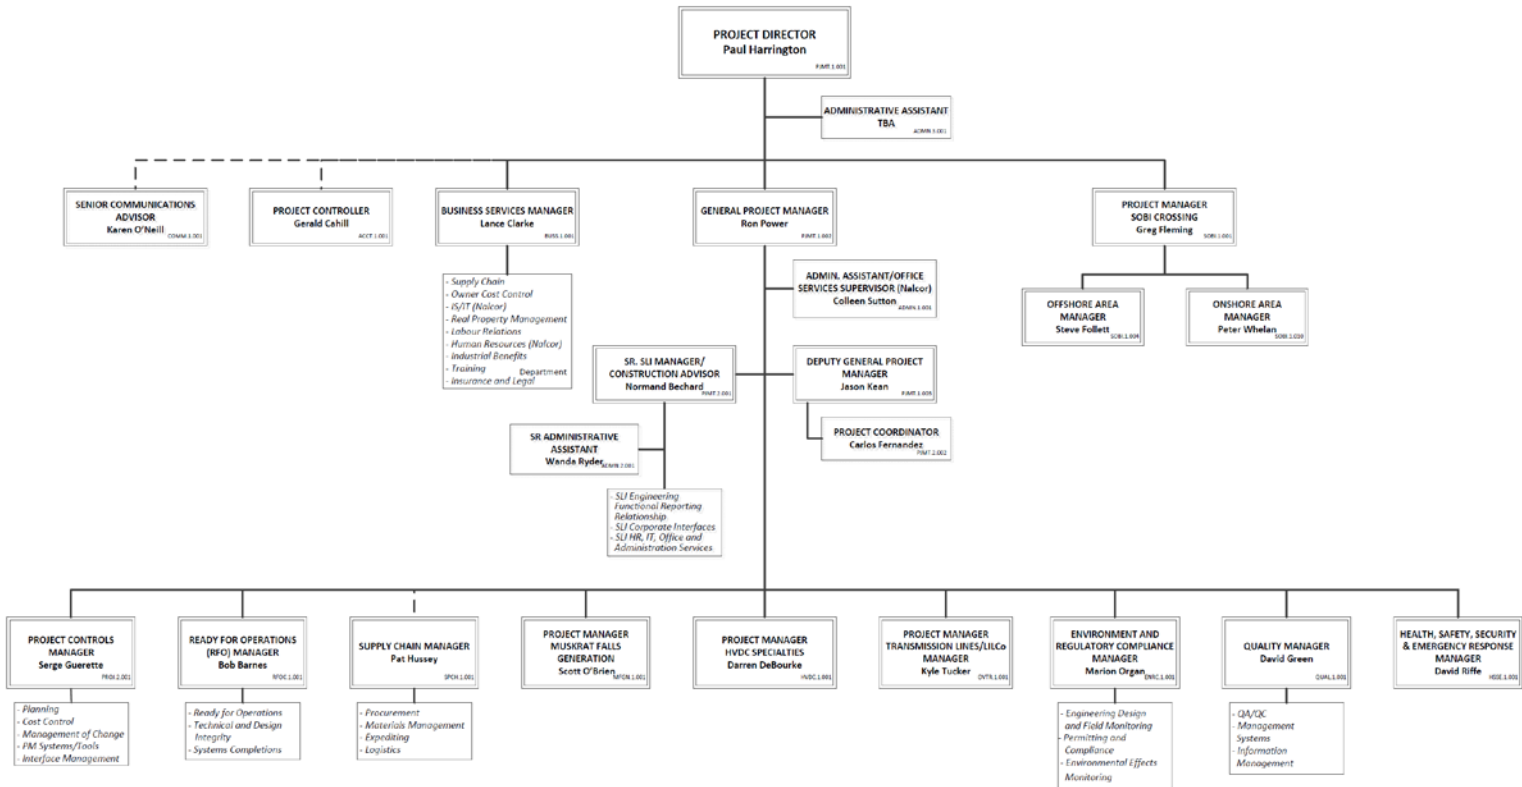 PROJECT DIRECTOR
Paul Harrington
PJMT.1.001
ADMINISTRATIVE ASSISTANT
TBA
ADMN.3.001
SENIOR COMMUNICATIONS
ADVISOR
Karen O'Neill
COMM.1.001
PROJECT CONTROLLER
Gerald Cahill
ACCT.1.001
BUSINESS SERVICES MANAGER
Lance Clarke
BUSS.1.001
GENERAL PROJECT MANAGER
Ron Power
PROJECT MANAGER
SOBI CROSSING
Greg Fleming
SOBI.1.001
- Supply Chain
- Owner Cost Control
- IS/IT (Nalcor)
- Real Property Management
- Labour Relations
- Human Resources (Nalcor)
- Industrial Benefits
- Training
Department
- Insurance and Legal
ADMIN. ASSISTANT/OFFICE
SERVICES SUPERVISOR (Nalcor)
Colleen Sutton
ADMN.1.001
OFFSHORE AREA
MANAGER
Steve Follett
SOBI.1.004
ONSHORE AREA
MANAGER
Peter Whelan
SR. SLI MANAGER/
CONSTRUCTION ADVISOR
Normand Bechard
PJMT.2.001
DEPUTY GENERAL PROJECT
MANAGER
Jason Kean
SR ADMINISTRATIVE
ASSISTANT
Wanda Ryder
ADMN.2.001
PROJECT COORDINATOR
Carlos Fernandez
PJMT.2.002
- SLI Engineering
Functional Reporting
Relationship
- SLI Corporate Interfaces
- SLI HR, IT, Office and
Administration Services
PROJECT CONTROLS
MANAGER
Serge Guerette
READY FOR OPERATIONS
(RFO) MANAGER
Bob Barnes
SUPPLY CHAIN MANAGER
Pat Hussey
PROJECT MANAGER
MUSKRAT FALLS
GENERATION
Scott O'Brien
PROJECT MANAGER
HVDC SPECIALTIES
Darren DeBourke
HVDC.1.001
PROJECT MANAGER
TRANSMISSION LINES/LILCo
MANAGER
Kyle Tucker
ENVIRONMENT AND
REGULATORY COMPLIANCE
MANAGER
Marion Organ
QUALITY MANAGER
David Green
QUAL.1.001
HEALTH, SAFETY, SECURITY
& EMERGENCY RESPONSE
MANAGER
David Riffe
HSSE.1.001
- Planning
- Cost Control
- Management of Change
- PM Systems/Tools
- Interface Management
- Ready for Operations
- Technical and Design
Integrity
- Systems Completions
- Procurement
- Materials Management
- Expediting
- Logistics
- Engineering Design
and Field Monitoring
- Permitting and
Compliance
- Environmental Effects
Monitoring
- QA/QC
- Management
Systems
- Information
Management